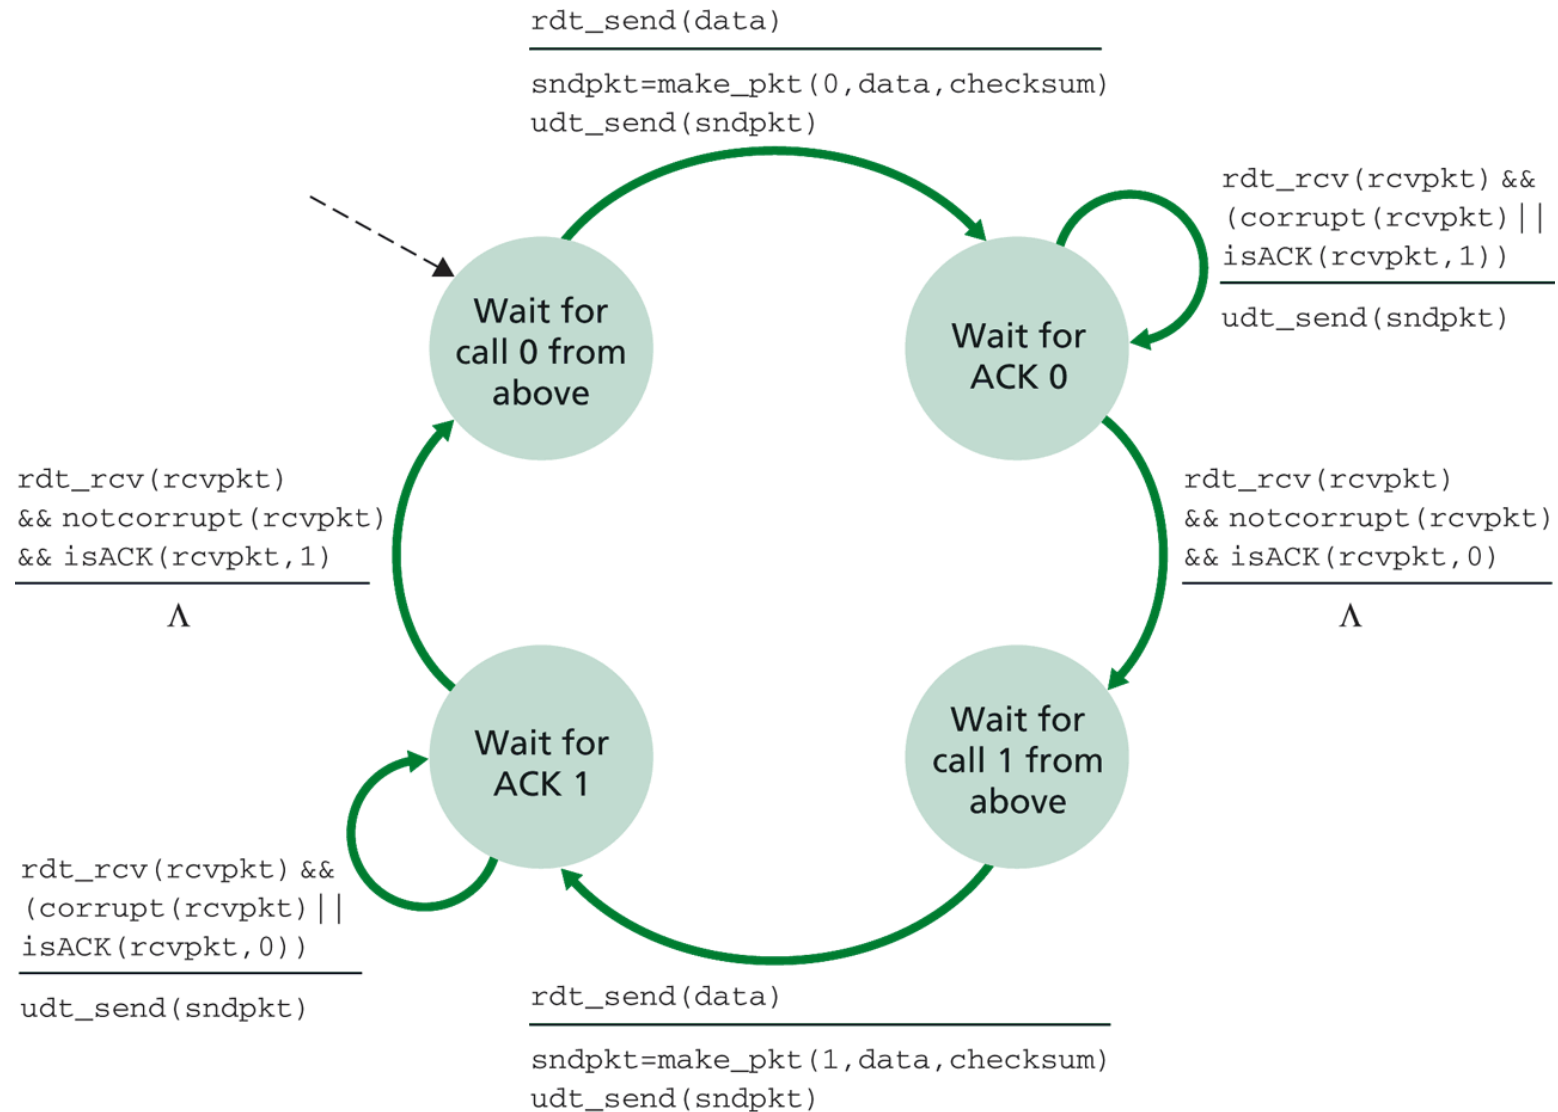 rdt_send(data)
sndpkt=make_pkt(0,data,checksum)
udt_send(sndpkt)
rdt_rcv(rcvpkt) &&
(corrupt(rcvpkt)||
isACK(rcvpkt,1))
udt_send(sndpkt)
Wait for
call 0 from
above
Wait for
ACK 0
rdt_rcv(rcvpkt)
&& notcorrupt(rcvpkt)
&& isACK(rcvpkt,1)
Λ
rdt_rcv(rcvpkt)
&& notcorrupt(rcvpkt)
&& isACK(rcvpkt,0)
Λ
Wait for
ACK 1
Wait for
call 1 from
above
rdt_rcv(rcvpkt) &&
(corrupt(rcvpkt)||
isACK(rcvpkt,0))
udt_send(sndpkt)
rdt_send(data)
sndpkt=make_pkt(1,data,checksum)
udt_send(sndpkt)